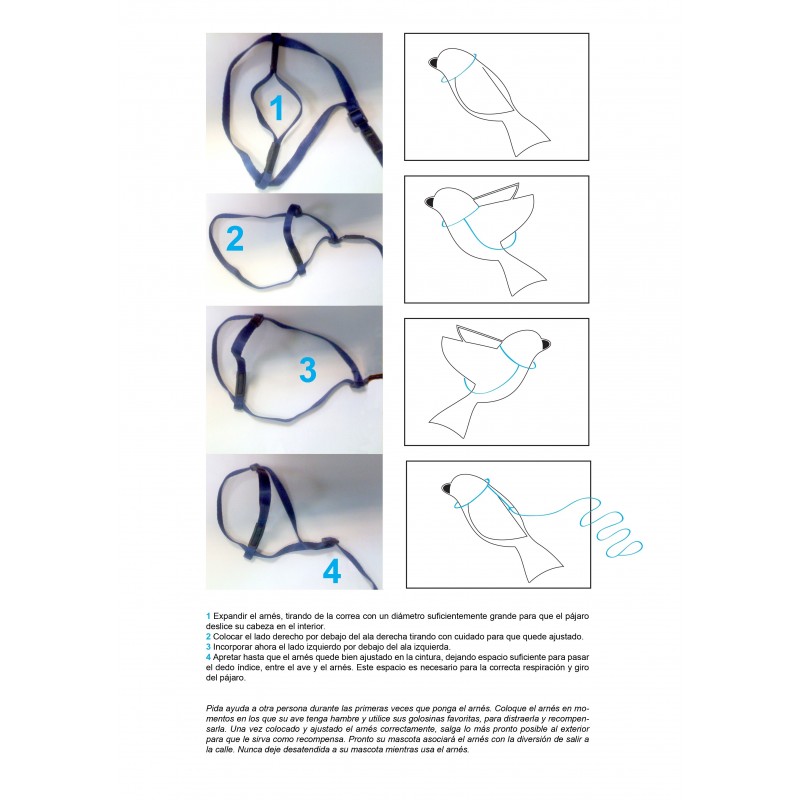 1
2
3
4
1 Expandir el arnés, tirando de la correa con un diámetro suficientemente grande para que el pájaro
deslice su cabeza en el interior.
2 Colocar el lado derecho por debajo del ala derecha tirando con cuidado para que quede ajustado.
3 Incorporar ahora el lado izquierdo por debajo del ala izquierda.
4 Apretar hasta que el arnés quede bien ajustado en la cintura, dejando espacio suficiente para pasar
el dedo índice, entre el ave y el arnés. Este espacio es necesario para la correcta respiración y giro
del pájaro.
Pida ayuda a otra persona durante las primeras veces que ponga el arnés. Coloque el arnés en mo-
mentos en los que su ave tenga hambre y utilice sus golosinas favoritas, para distraerla y recompen-
sarla. Una vez colocado y ajustado el arnés correctamente, salga lo más pronto posible al exterior
para que le sirva como recompensa. Pronto su mascota asociará el arnés con la diversión de salir a
la calle. Nunca deje desatendida a su mascota mientras usa el arnés.